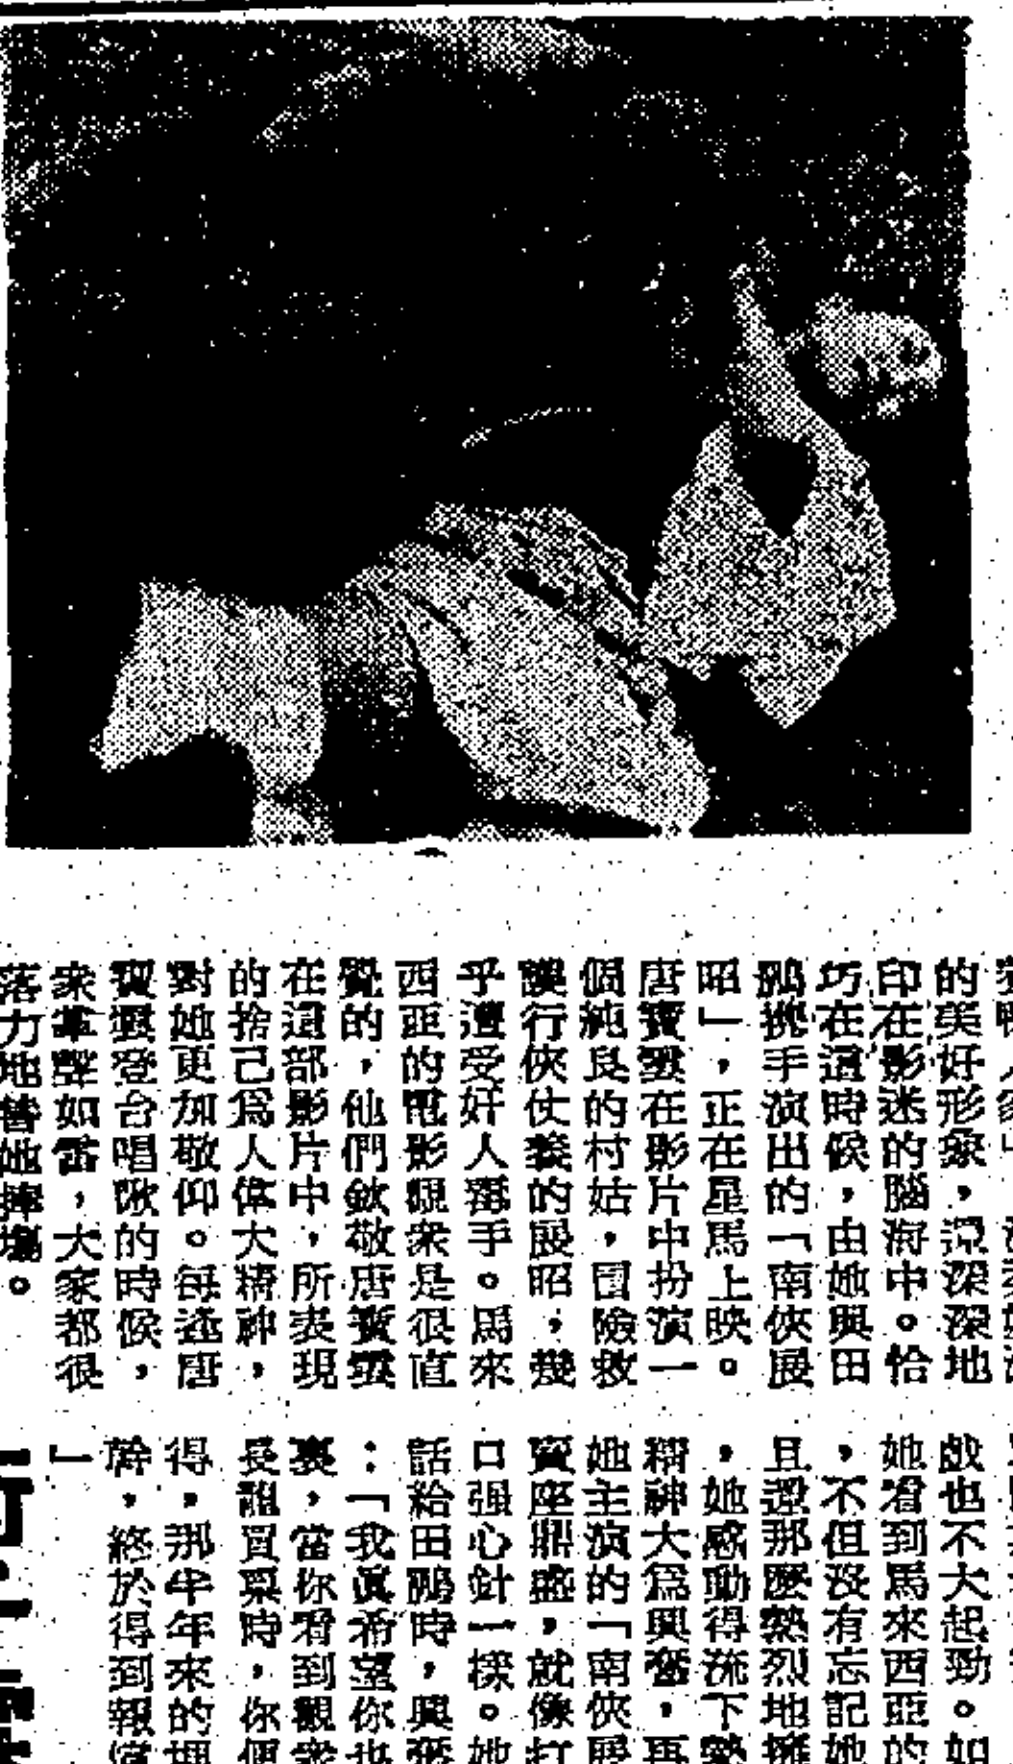 的美好形象，還深深地
印在影迷的腦海中。恰
巧在這時候，由她與田
鵬携手演出的「南俠展
昭」，正在星馬上映。
唐寶雲在影片中扮演一
個純良的村姑，冒險救
護行俠仗義的展昭，幾
乎遭受奸人毒手。馬來
西亞的電影觀衆是很直
覺的，他們欽敬唐寶雲
在這部影片中，所表現
的捨己爲人偉大精神，
對她更加敬仰。每逢唐
寶雲登台唱歌的時候，
衆掌聲如雷，大家都很
落力地替她捧場。
戲也不大起勁。如
她看到馬來西亞的
，不但沒有忘記她
且還那麼熱烈地擁
，她感動得流下熱
精神大爲興奮，再
她主演的「南俠展
賣座鼎盛，就像打
口强心針一樣。她
話給田鵬時，興奮
：「我眞希望你也
裏，當你看到觀衆
長龍買票時，你便
得，那半年來的埋
幹，終於得到報償
」